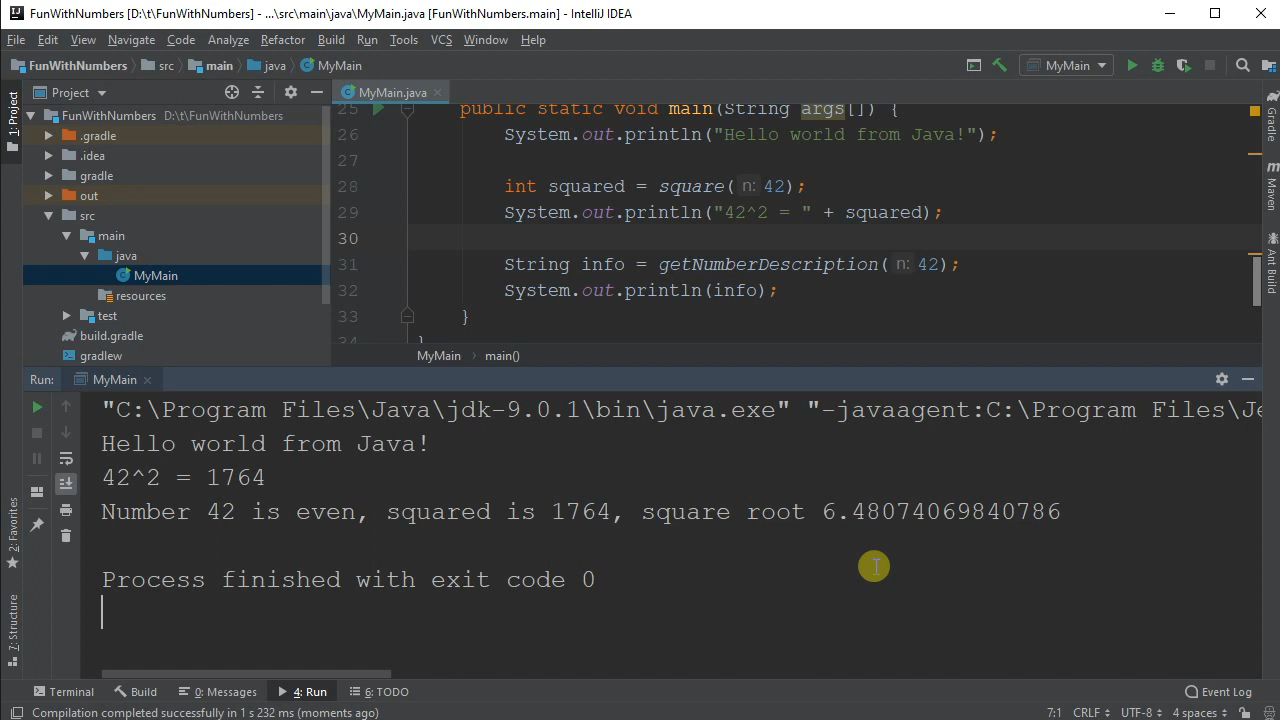 FunWithNumbers [D:\t\FunWithNumbers] - ...\src\main\java\MyMain.java [FunWithNumbers.main] - IntelliJ IDEA
File Edit View Navigate Code Analyze Refactor Build Run Tools VCS Window Help
FunWithNumbers src main java MyMain MyMain
1: Project
Project
FunWithNumbers D:\t\FunWithNumbers
.gradle
.idea
gradle
out
src
main
java
MyMain
resources
test
build.gradle
gradlew
MyMain.java
25 public static void main(String args[]) {
26 System.out.println("Hello world from Java!");
27
28 int squared = square( n: 42);
29 System.out.println("42^2 = " + squared);
30
31 String info = getNumberDescription( n: 42);
32 System.out.println(info);
33 }
34 }
MyMain main()
Gradle
Maven
Ant Build
Run: MyMain
"C:\Program Files\Java\jdk-9.0.1\bin\java.exe" "-javaagent:C:\Program Files\Je
Hello world from Java!
42^2 = 1764
Number 42 is even, squared is 1764, square root 6.48074069840786
Process finished with exit code 0
2: Favorites
7: Structure
Terminal Build 0: Messages 4: Run 6: TODO Event Log
Compilation completed successfully in 1 s 232 ms (moments ago) 7:1 CRLF UTF-8 4 spaces